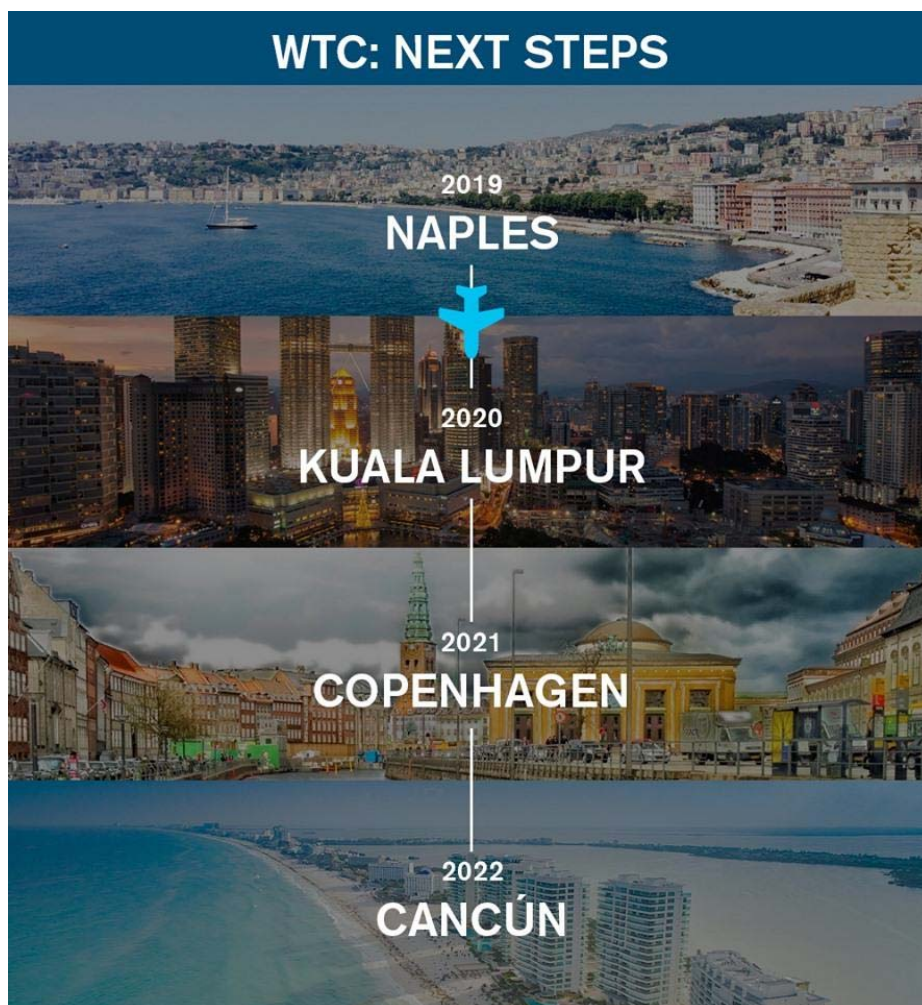 WTC: NEXT STEPS
2019
NAPLES
2020
KUALA LUMPUR
2021
COPENHAGEN
2022
CANCÚN